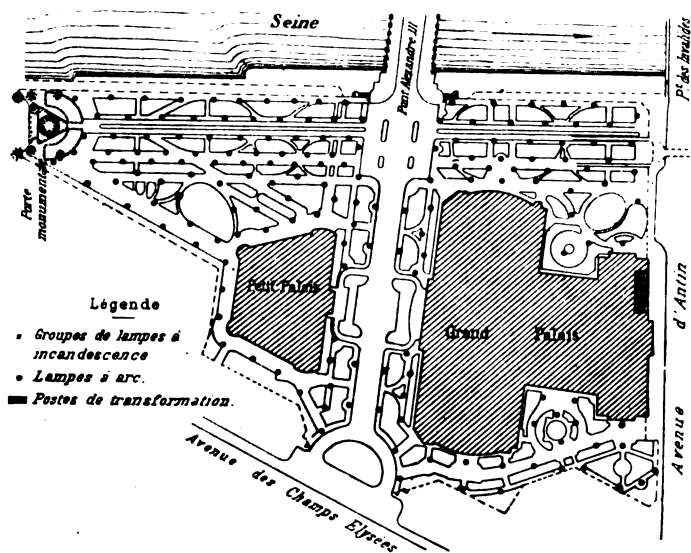 Seine
Pont Alexandre III
Pt. des Invalides
Porte
monumentale
Petit Palais
Grand Palais
Légende
Groupes de lampes à
incandescence
Lampes à arc.
Postes de transformation.
Avenue d'Antin
Avenue des Champs Elysées